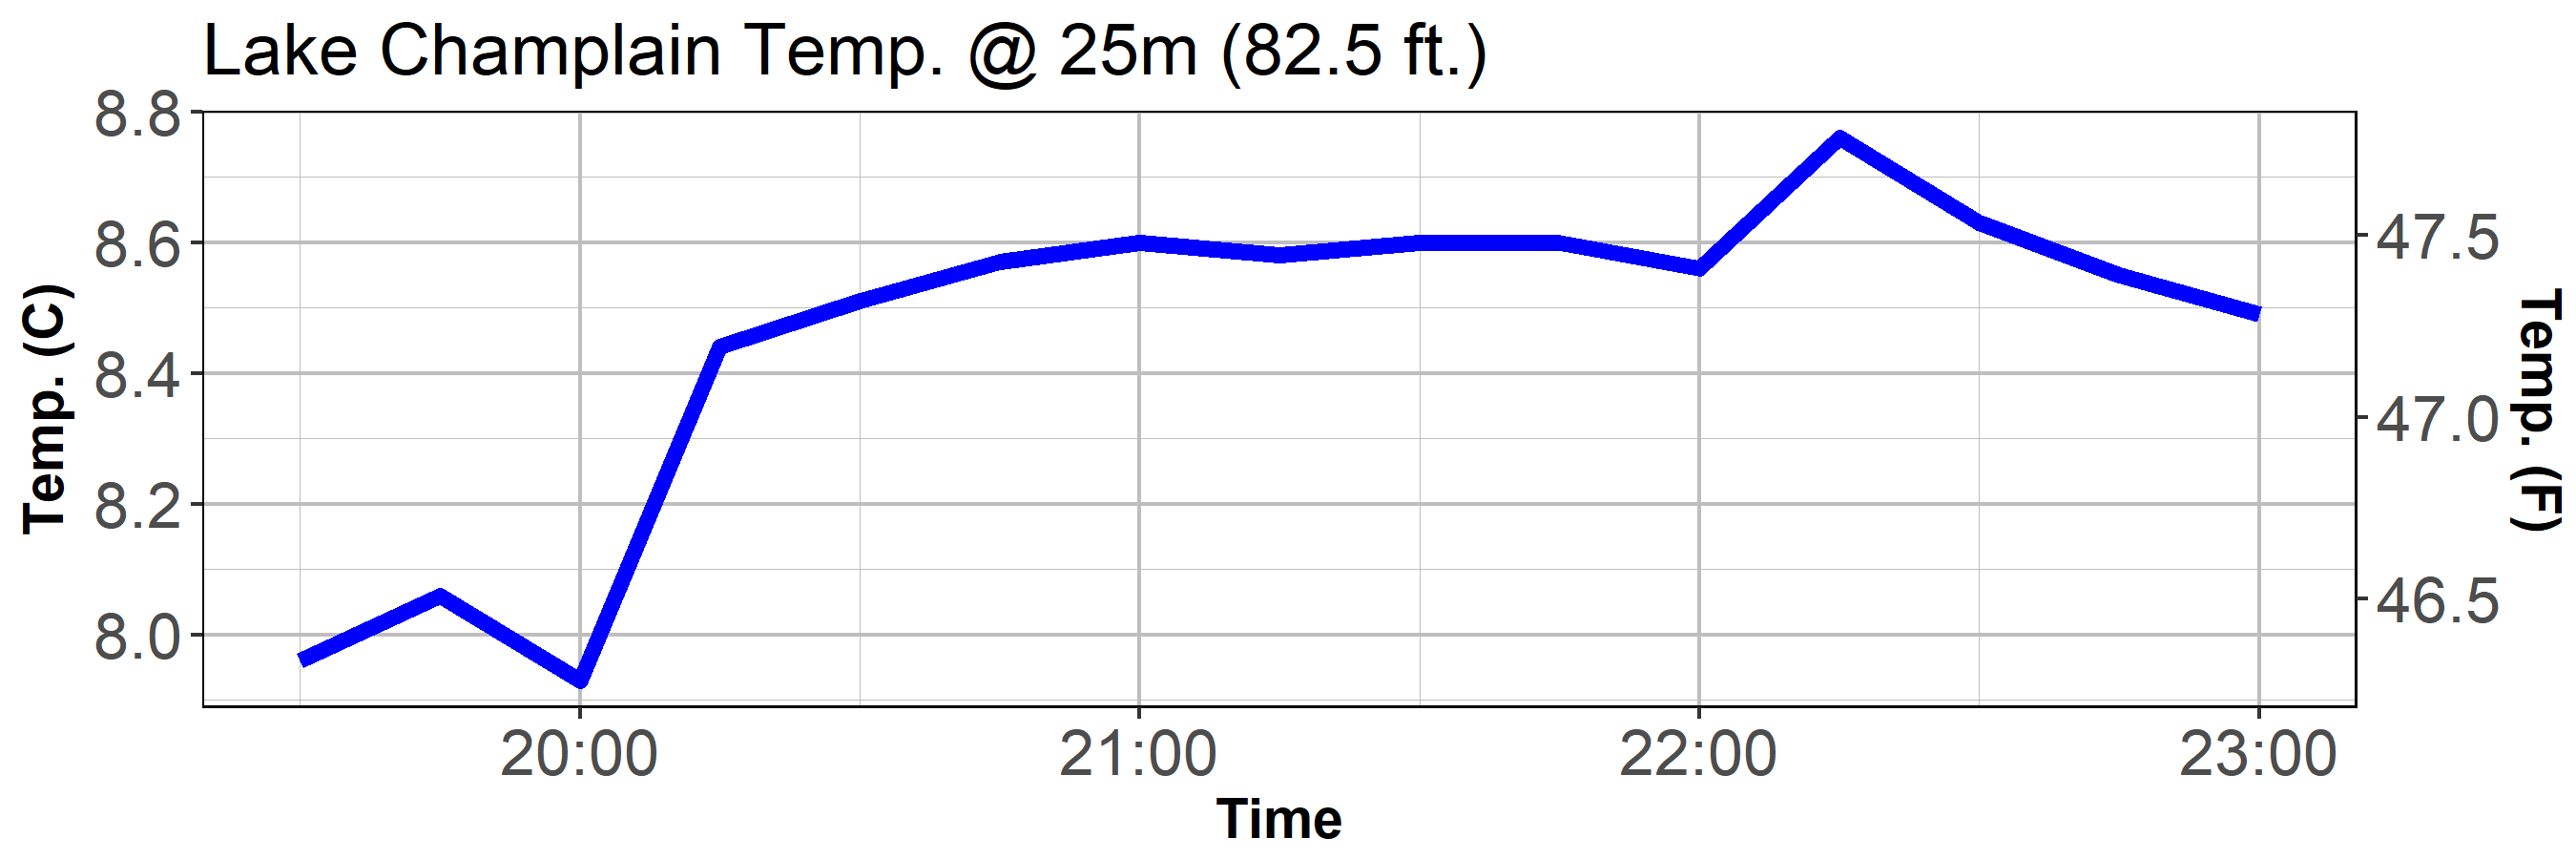 Lake Champlain Temp. @ 25m (82.5 ft.)
Temp. (C)
8.8
8.6
8.4
8.2
8.0
47.5
47.0
46.5
Temp. (F)
20:00 21:00 22:00 23:00
Time